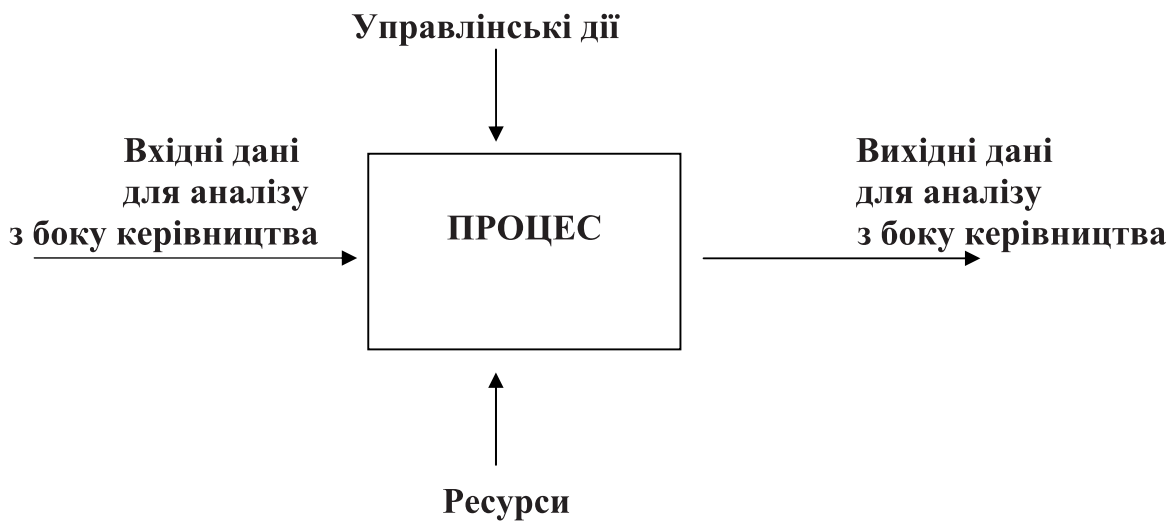 Управлінські дії
Вхідні дані
для аналізу
з боку керівництва
ПРОЦЕС
Вихідні дані
для аналізу
з боку керівництва
Ресурси